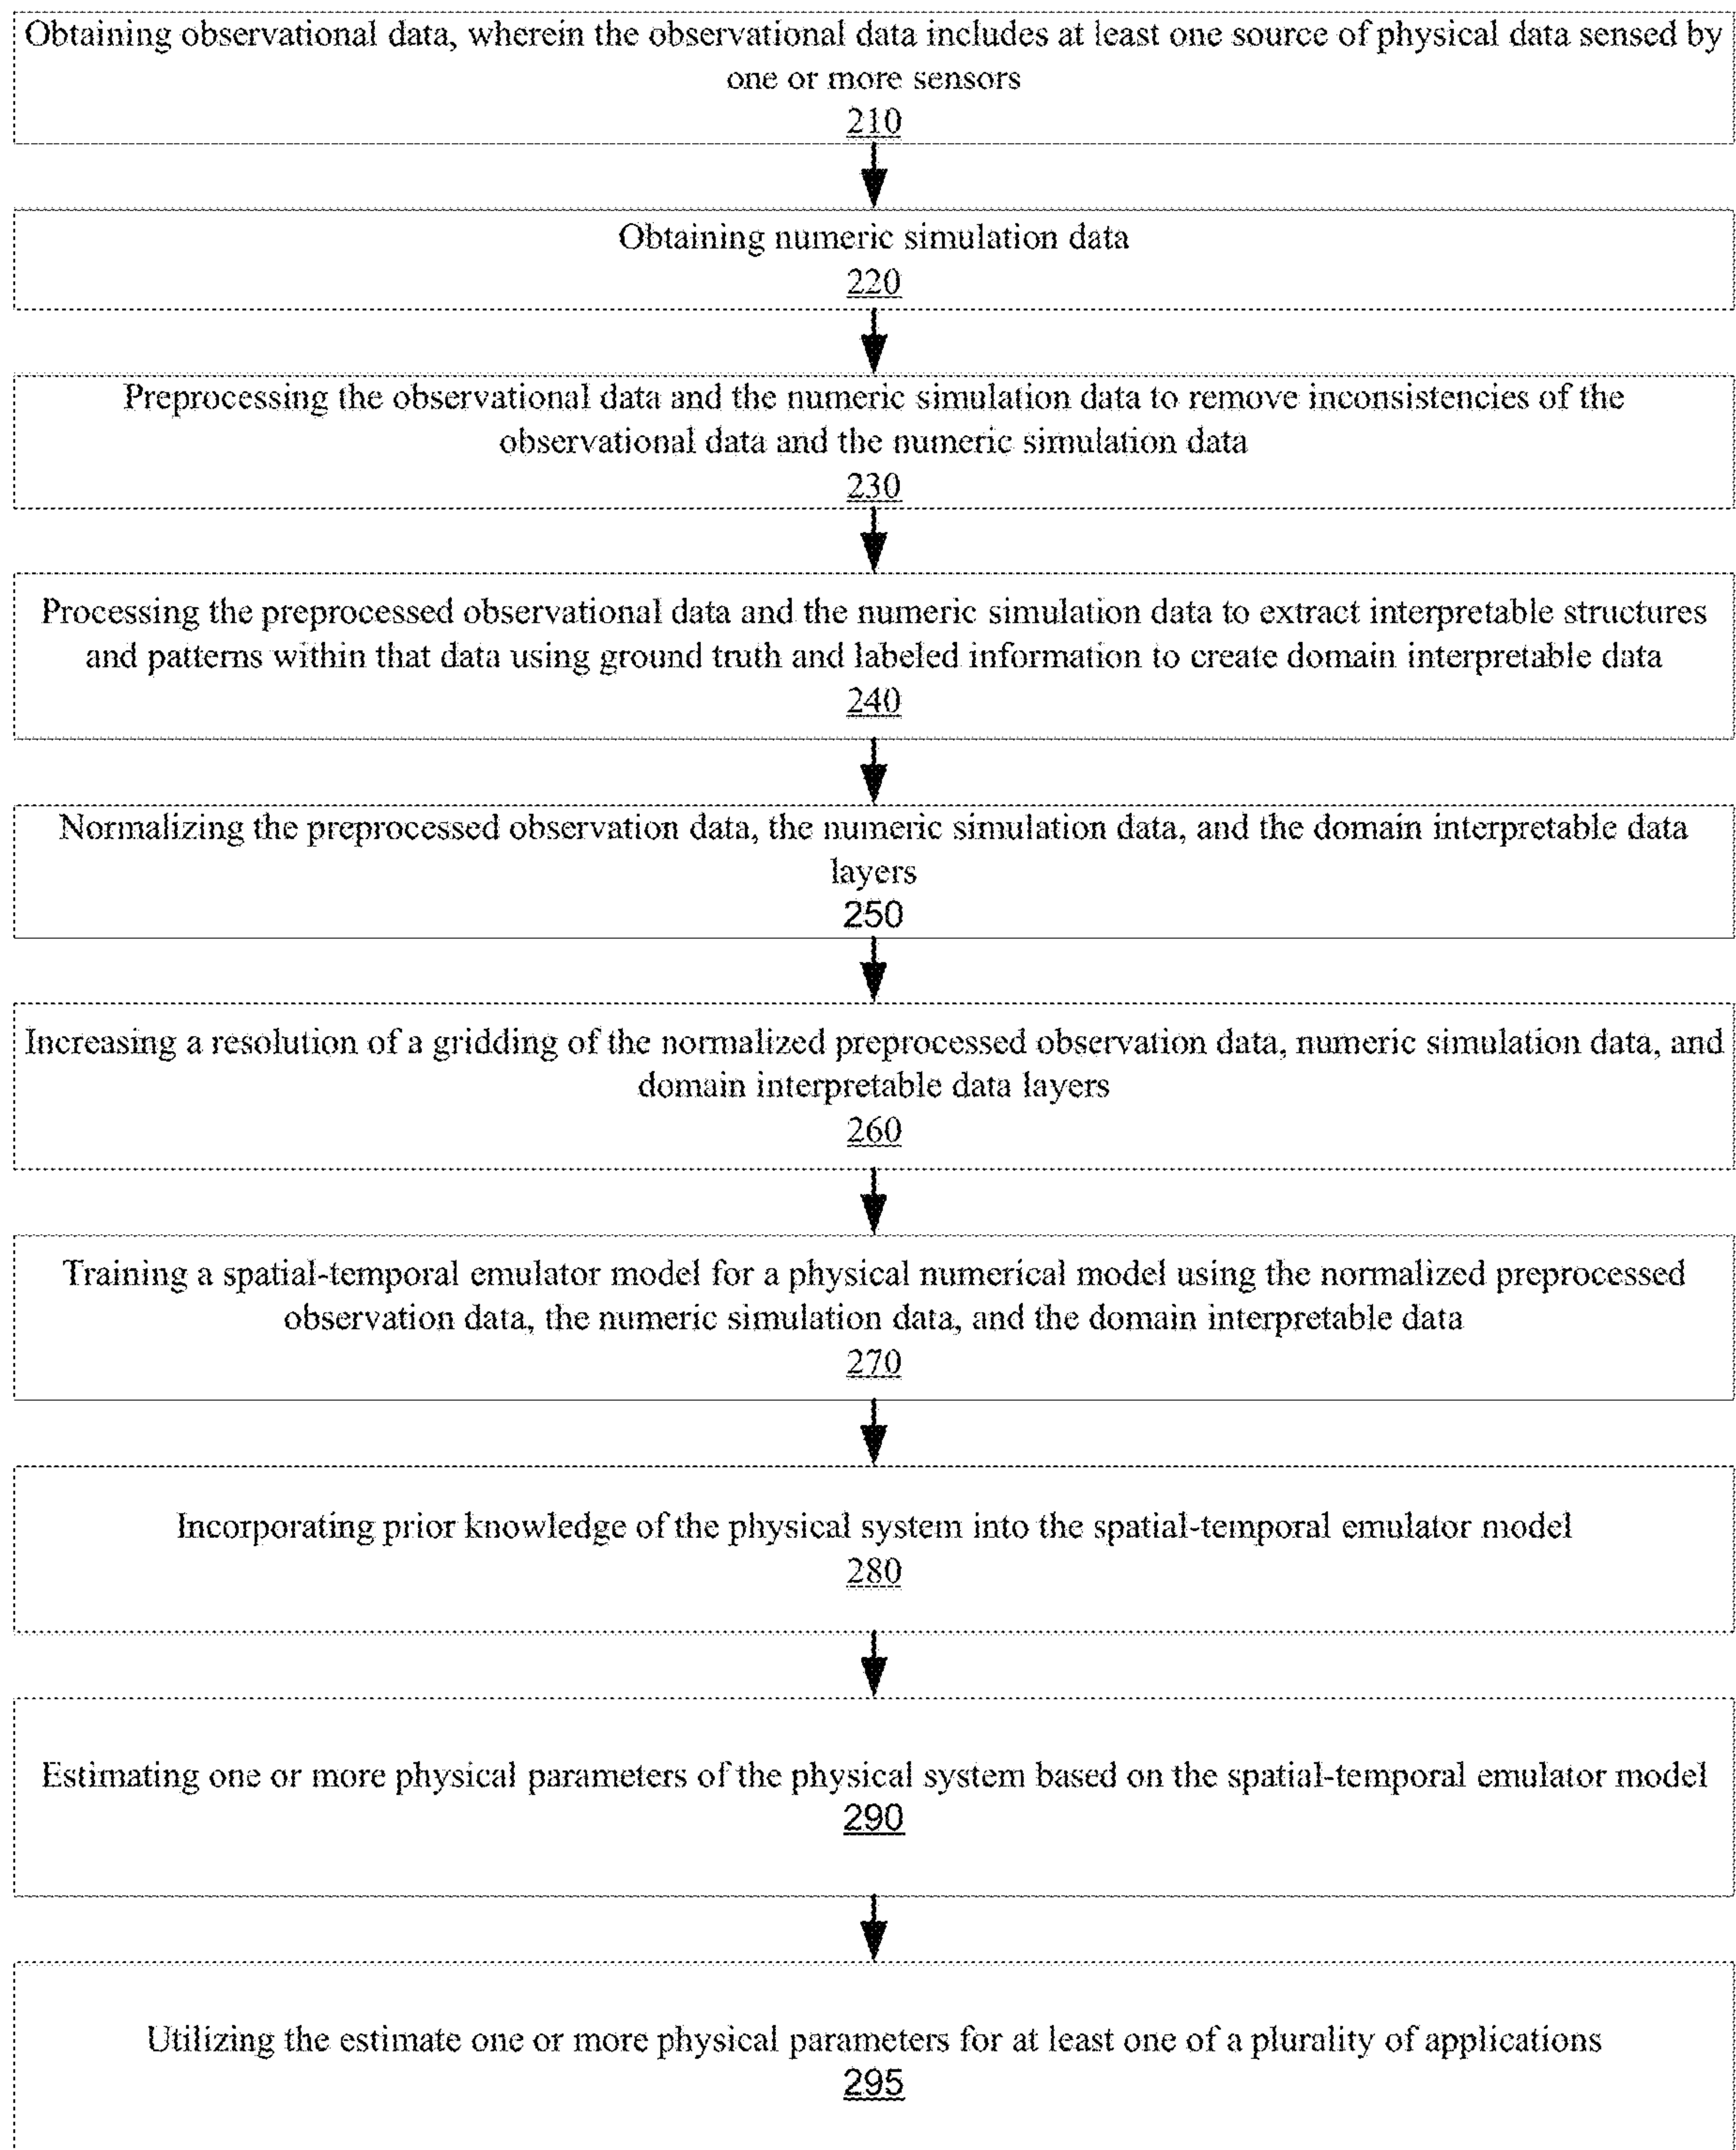 Obtaining observational data, wherein the observational data includes at least one source of physical data sensed by
one or more sensors
210
Obtaining numeric simulation data
220
Preprocessing the observational data and the numeric simulation data to remove inconsistencies of the
observational data and the numeric simulation data
230
Processing the preprocessed observational data and the numeric simulation data to extract interpretable structures
and patterns within that data using ground truth and labeled information to create domain interpretable data
240
Normalizing the preprocessed observation data, the numeric simulation data, and the domain interpretable data
layers
250
Increasing a resolution of a gridding of the normalized preprocessed observation data, numeric simulation data, and
domain interpretable data layers
260
Training a spatial-temporal emulator model for a physical numerical model using the normalized preprocessed
observation data, the numeric simulation data, and the domain interpretable data
270
Incorporating prior knowledge of the physical system into the spatial-temporal emulator model
280
Estimating one or more physical parameters of the physical system based on the spatial-temporal emulator model
290
Utilizing the estimate one or more physical parameters for at least one of a plurality of applications
295